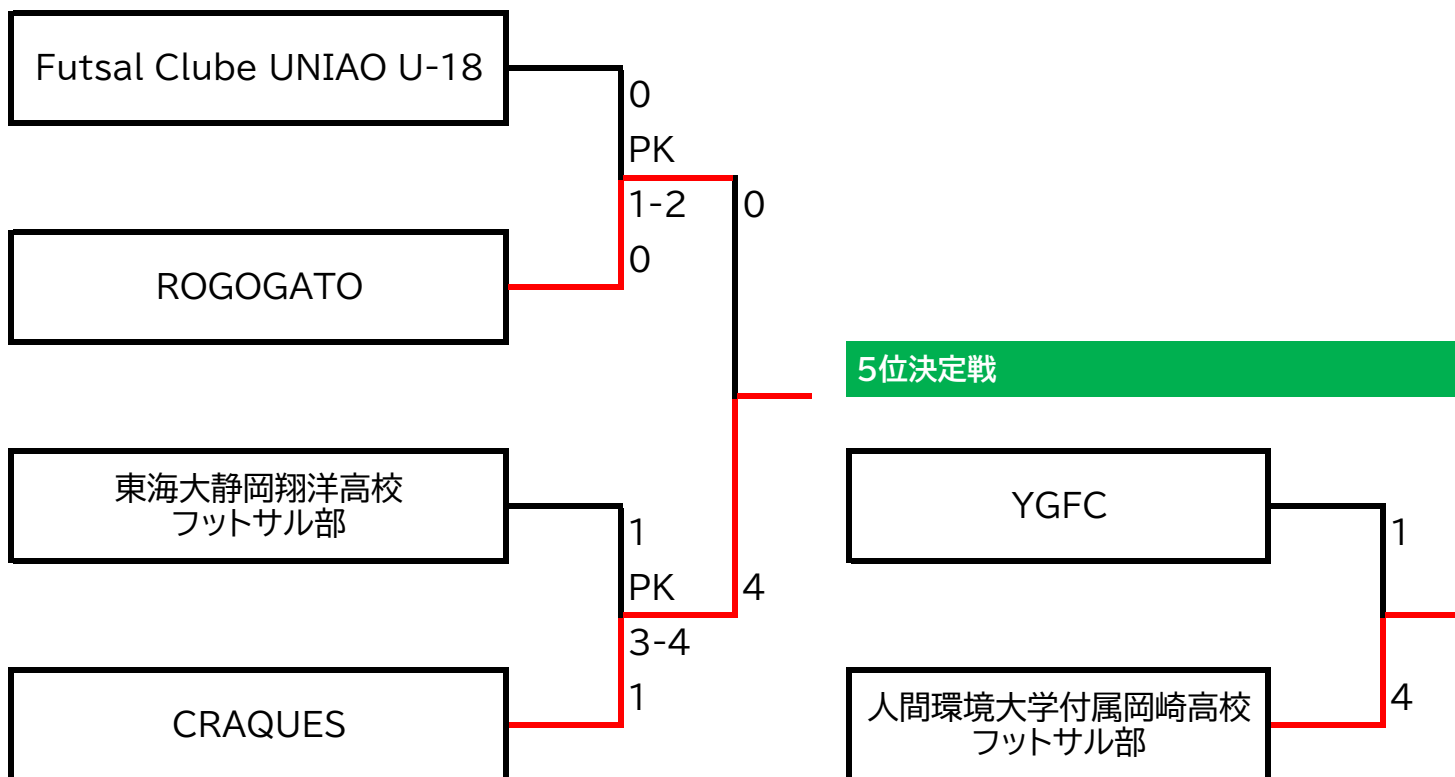 Futsal Clube UNIAO U-18
0
PK
1-2
0
ROGOGATO
0
4
東海大静岡翔洋高校
フットサル部
1
PK
3-4
1
CRAQUES
5位決定戦
YGFC
1
4
人間環境大学付属岡崎高校
フットサル部